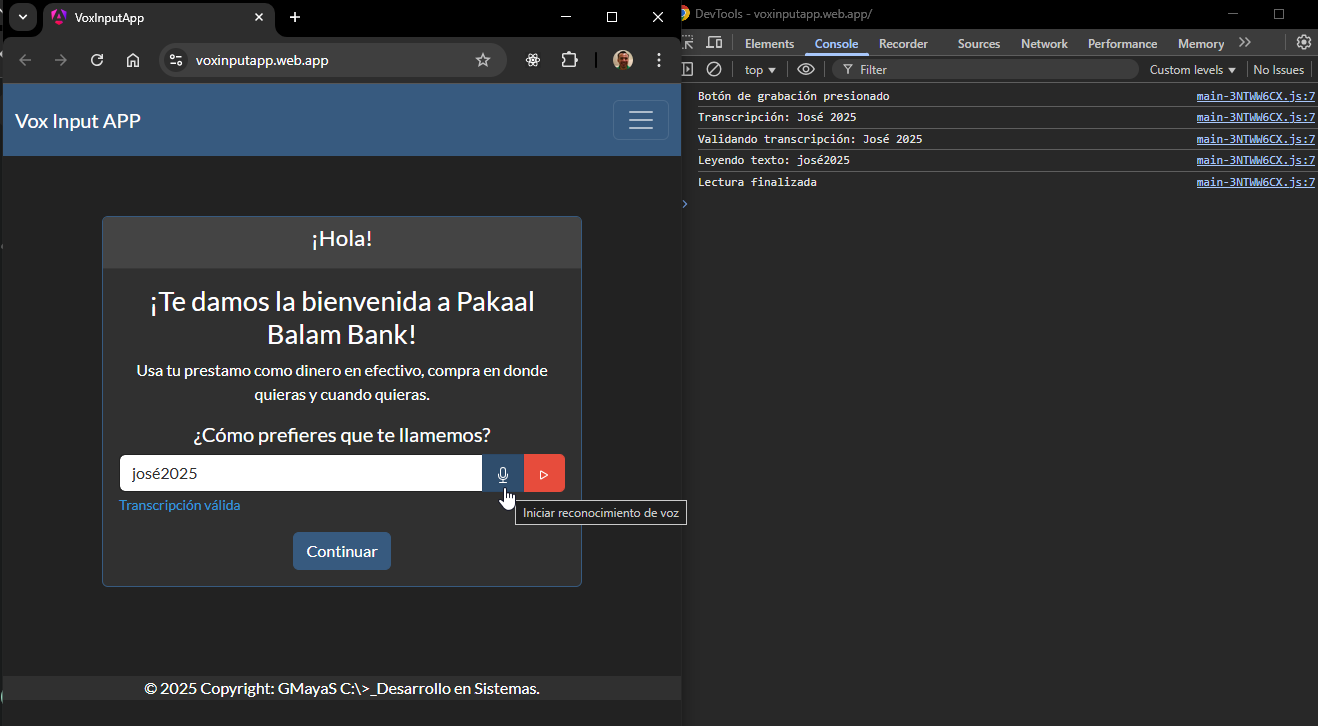 VoxInputApp
voxinputapp.web.app
Vox Input APP
¡Hola!
¡Te damos la bienvenida a Pakaal
Balam Bank!
Usa tu prestamo como dinero en efectivo, compra en donde
quieras y cuando quieras.
¿Cómo prefieres que te llamemos?
josé2025
Transcripción válida
Iniciar reconocimiento de voz
Continuar
© 2025 Copyright: GMayaS C:\>_Desarrollo en Sistemas.
DevTools - voxinputapp.web.app/
Elements Console Recorder Sources Network Performance Memory
top Filter Custom levels No Issues
Botón de grabación presionado main-3NTWW6CX.js:7
Transcripción: José 2025 main-3NTWW6CX.js:7
Validando transcripción: José 2025 main-3NTWW6CX.js:7
Leyendo texto: josé2025 main-3NTWW6CX.js:7
Lectura finalizada main-3NTWW6CX.js:7